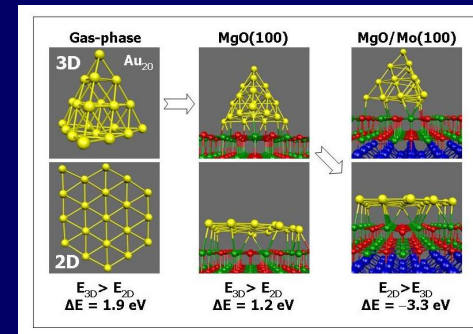 Gas-phase
MgO(100)
MgO/Mo(100)
3D
Au₂₀
2D
E₃D > E₂D
ΔE = 1.9 eV
E₃D > E₂D
ΔE = 1.2 eV
E₂D > E₃D
ΔE = −3.3 eV